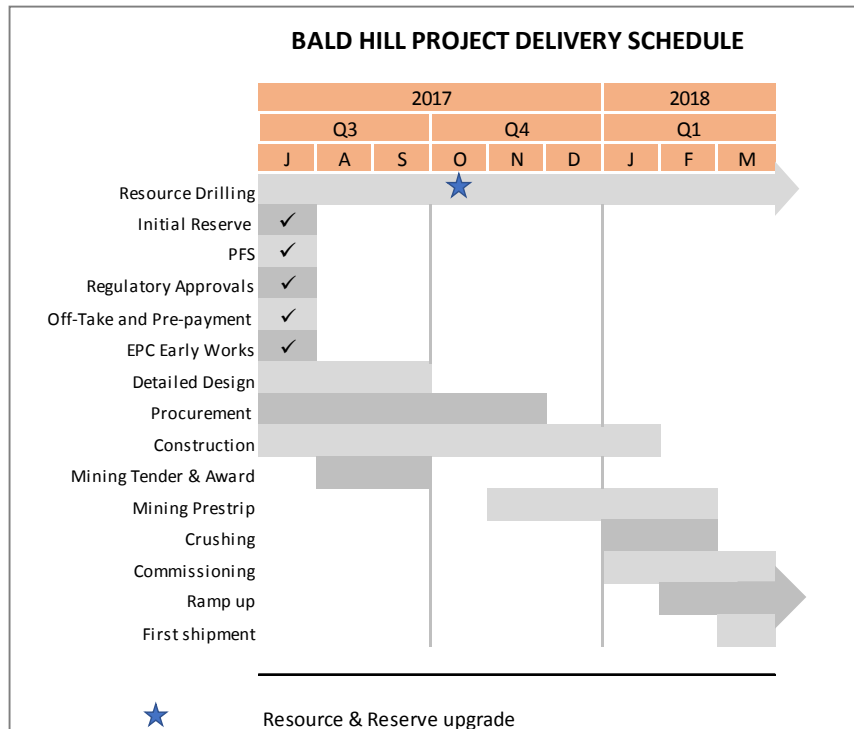 BALD HILL PROJECT DELIVERY SCHEDULE
2017 2018
Q3 Q4 Q1
J A S O N D J F M
Resource Drilling
Initial Reserve ✓
PFS ✓
Regulatory Approvals ✓
Off-Take and Pre-payment ✓
EPC Early Works ✓
Detailed Design
Procurement
Construction
Mining Tender & Award
Mining Prestrip
Crushing
Commissioning
Ramp up
First shipment
Resource & Reserve upgrade